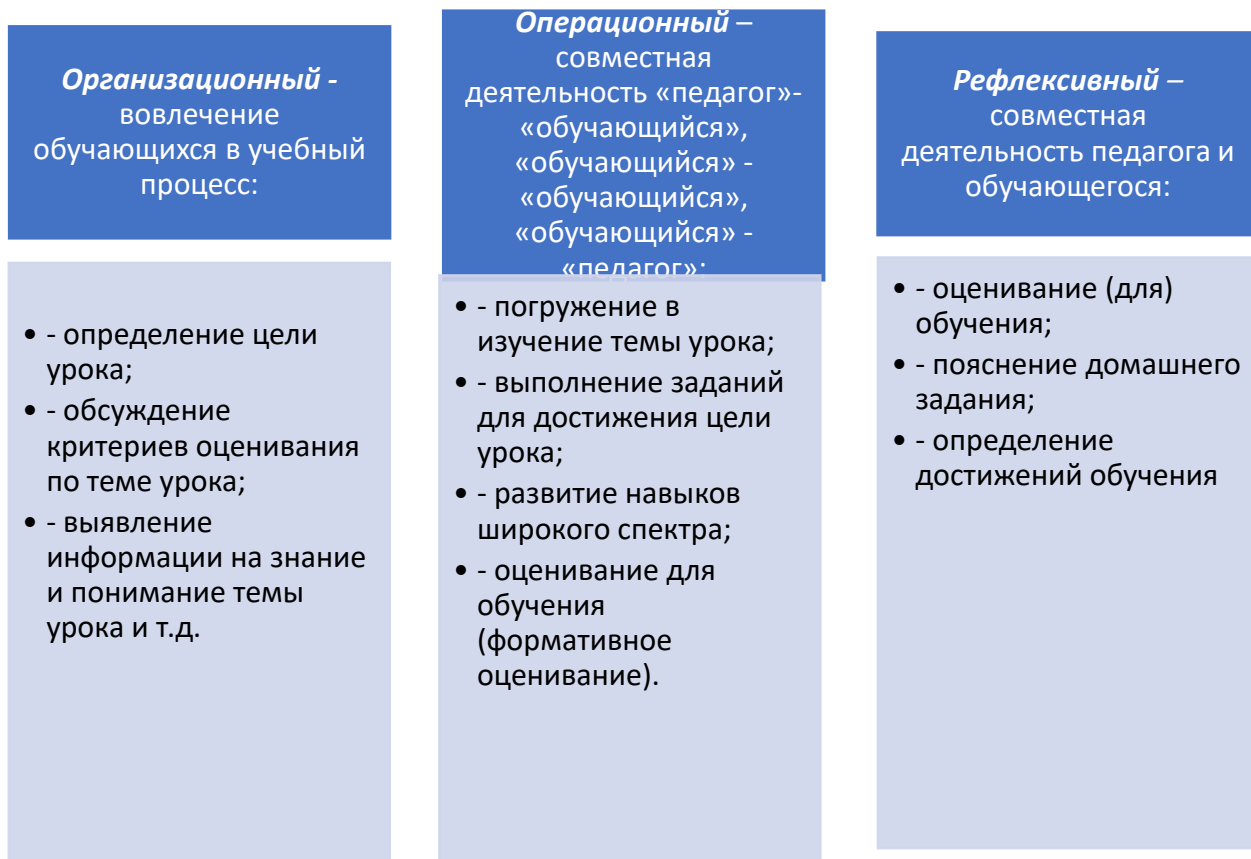 Организационный -
вовлечение
обучающихся в учебный
процесс:
• - определение цели
урока;
• - обсуждение
критериев оценивания
по теме урока;
• - выявление
информации на знание
и понимание темы
урока и т.д.
Операционный –
совместная
деятельность «педагог»-
«обучающийся»,
«обучающийся» -
«обучающийся»,
«обучающийся» -
«педагог»:
• - погружение в
изучение темы урока;
• - выполнение заданий
для достижения цели
урока;
• - развитие навыков
широкого спектра;
• - оценивание для
обучения
(формативное
оценивание).
Рефлексивный –
совместная
деятельность педагога и
обучающегося:
• - оценивание (для)
обучения;
• - пояснение домашнего
задания;
• - определение
достижений обучения